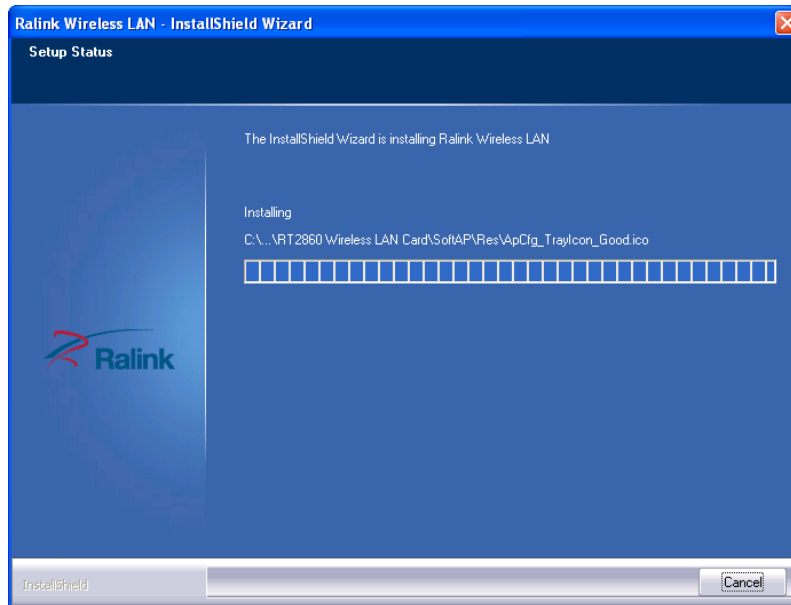 Ralink Wireless LAN - InstallShield Wizard
Setup Status
The InstallShield Wizard is installing Ralink Wireless LAN
Installing
C:\...\RT2860 Wireless LAN Card\SoftAP\Res\ApCfg_TrayIcon_Good.ico
Ralink
InstallShield
Cancel